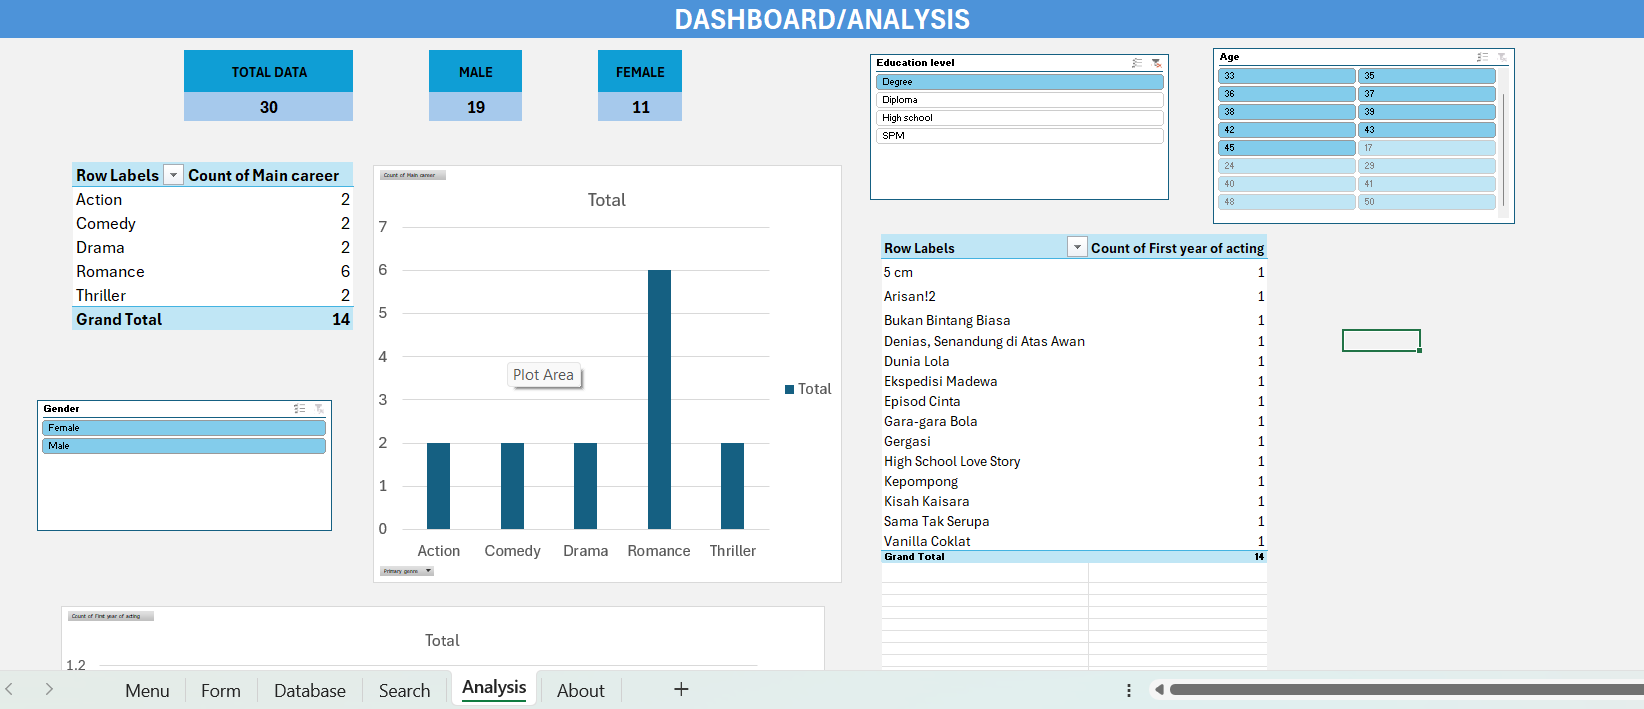 DASHBOARD/ANALYSIS
TOTAL DATA
30
MALE
19
FEMALE
11
Education level
Degree
Diploma
High school
SPM
Age
33 35
36 37
38 39
42 43
45 17
24 29
40 41
48 50
Row Labels Count of Main career
Action 2
Comedy 2
Drama 2
Romance 6
Thriller 2
Grand Total 14
Gender
Female
Male
Count of Main career
Total
7
6
5
4
3
2
1
0
Plot Area
Total
Action Comedy Drama Romance Thriller
Primary genre
Row Labels Count of First year of acting
5 cm 1
Arisan!2 1
Bukan Bintang Biasa 1
Denias, Senandung di Atas Awan 1
Dunia Lola 1
Ekspedisi Madewa 1
Episod Cinta 1
Gara-gara Bola 1
Gergasi 1
High School Love Story 1
Kepompong 1
Kisah Kaisara 1
Sama Tak Serupa 1
Vanilla Coklat 1
Grand Total 14
Count of First year of acting
Total
1.2
Menu Form Database Search Analysis About